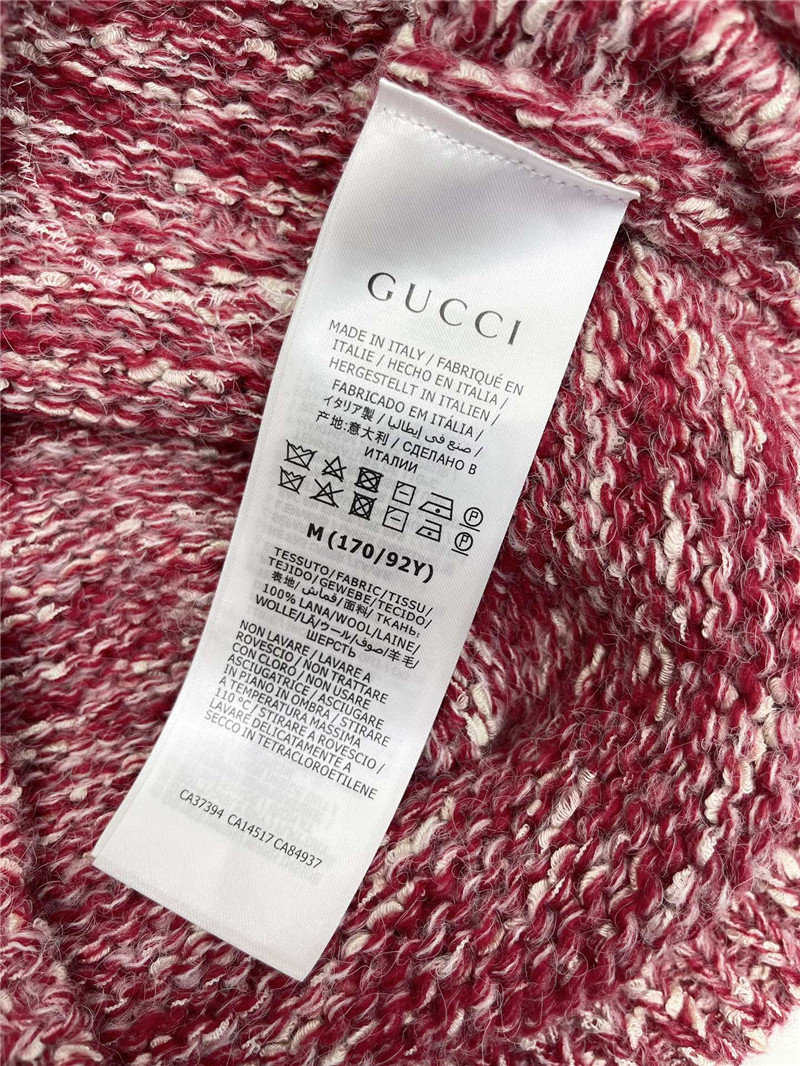 GUCCI
MADE IN ITALY / FABRIQUÉ EN
ITALIE / HECHO EN ITALIA /
HERGESTELLT IN ITALIEN /
FABRICADO EM ITALIA /
イタリア製 / صنع في إيطاليا /
产地:意大利 / СДЕЛАНО В
ИТАЛИИ
P
P
M (170/92Y)
TESSUTO/FABRIC/TISSU/
TEJIDO/GEWEBE/TECIDO/
表地/قماش/面料/ТКАНЬ:
100% LANA/WOOL/LAINE/
WOLLE/LÃ/ウール/صوف/羊毛/
ШЕРСТЬ
NON LAVARE / LAVARE A
ROVESCIO / NON TRATTARE
CON CLORO / NON USARE
ASCIUGATRICE / ASCIUGARE
IN PIANO IN OMBRA / STIRARE
A TEMPERATURA MASSIMA
110 ºC / STIRARE A ROVESCIO /
LAVARE DELICATAMENTE A
SECCO IN TETRACLOROETILENE
CA37394 CA14517 CA84937